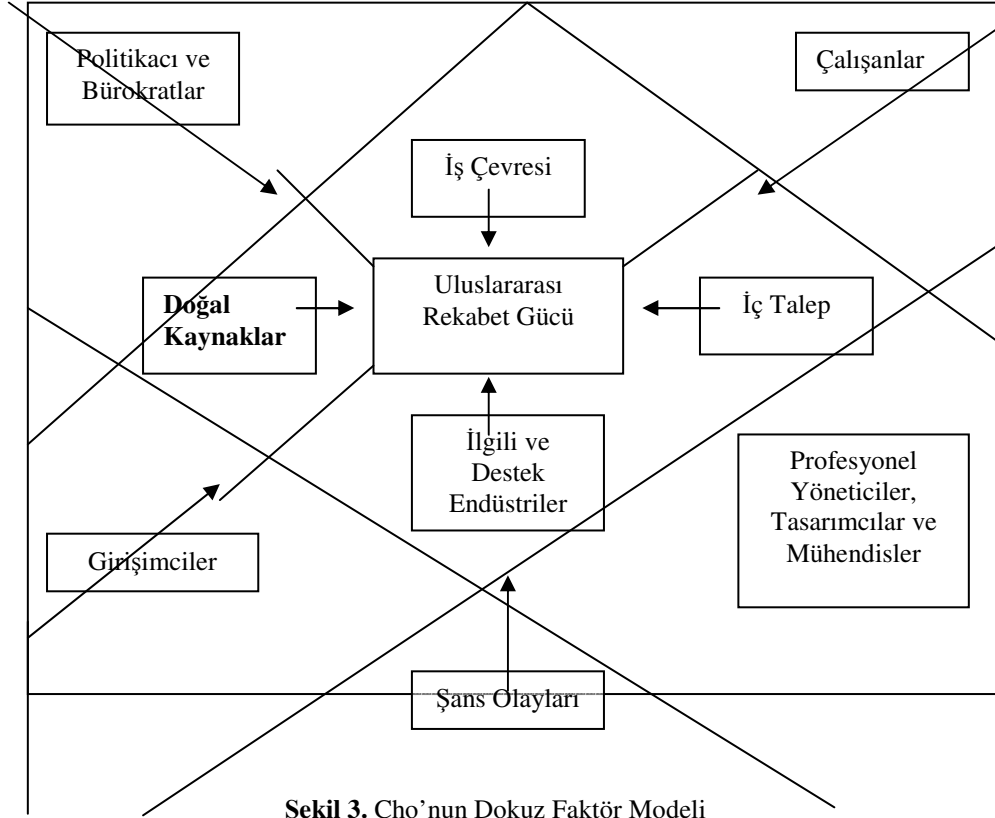 Politikacı ve
Bürokratlar
Çalışanlar
İş Çevresi
Doğal
Kaynaklar
Uluslararası
Rekabet Gücü
İç Talep
İlgili ve
Destek
Endüstriler
Profesyonel
Yöneticiler,
Tasarımcılar ve
Mühendisler
Girişimciler
Şans Olayları
Şekil 3. Cho’nun Dokuz Faktör Modeli